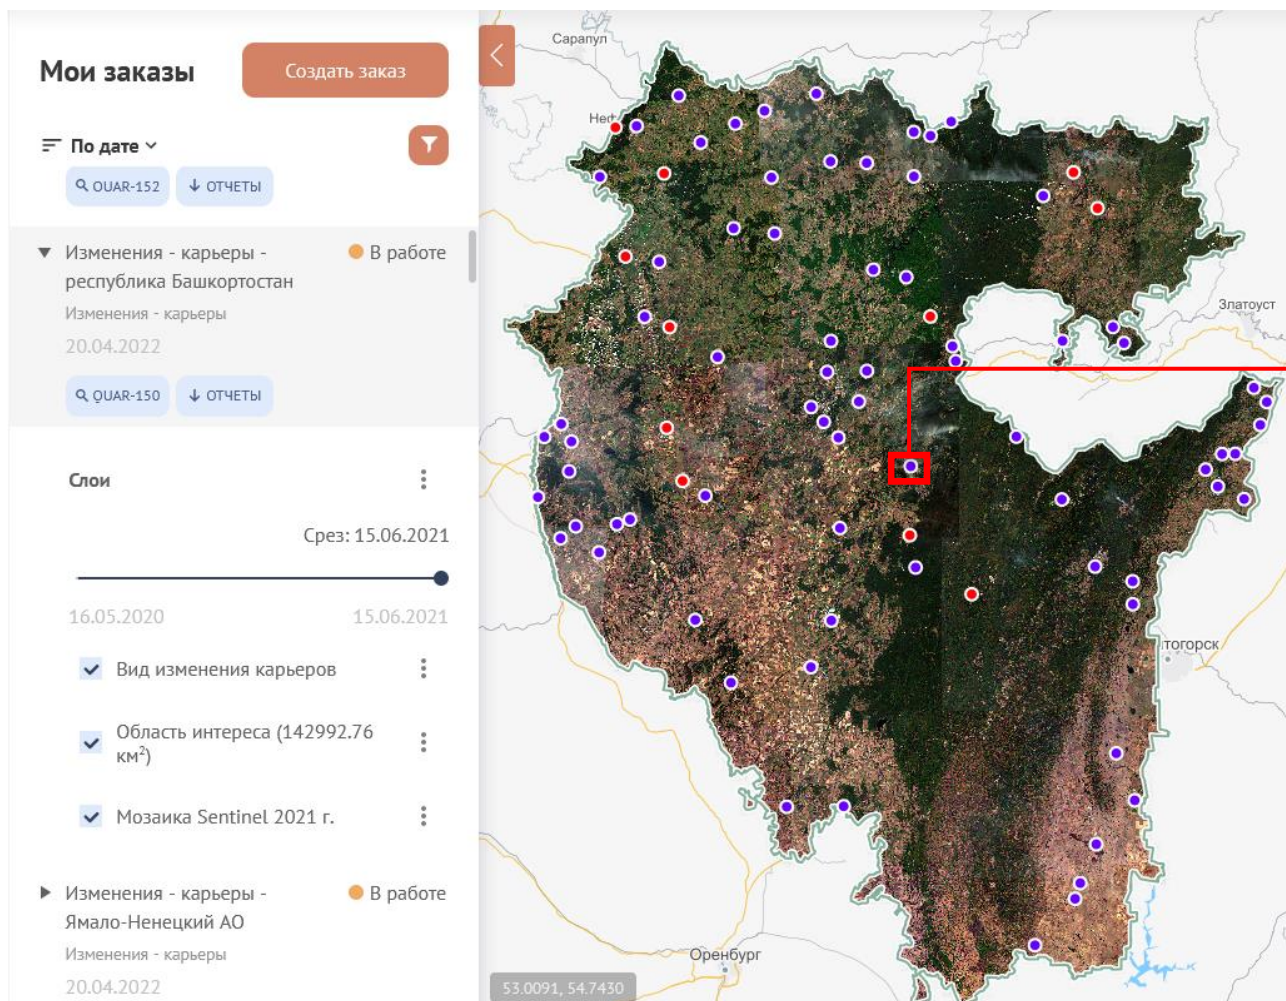 Мои заказы
Создать заказ
По дате
OUAR-152
ОТЧЕТЫ
Изменения - карьеры -
республика Башкортостан
В работе
Изменения - карьеры
20.04.2022
QUAR-150
ОТЧЕТЫ
Слои
Срез: 15.06.2021
16.05.2020
15.06.2021
Вид изменения карьеров
Область интереса (142992.76
км²)
Мозаика Sentinel 2021 г.
Изменения - карьеры -
Ямало-Ненецкий АО
В работе
Изменения - карьеры
20.04.2022
Сарапул
Неф
Златоуст
тогорск
Оренбург
53.0091, 54.7430